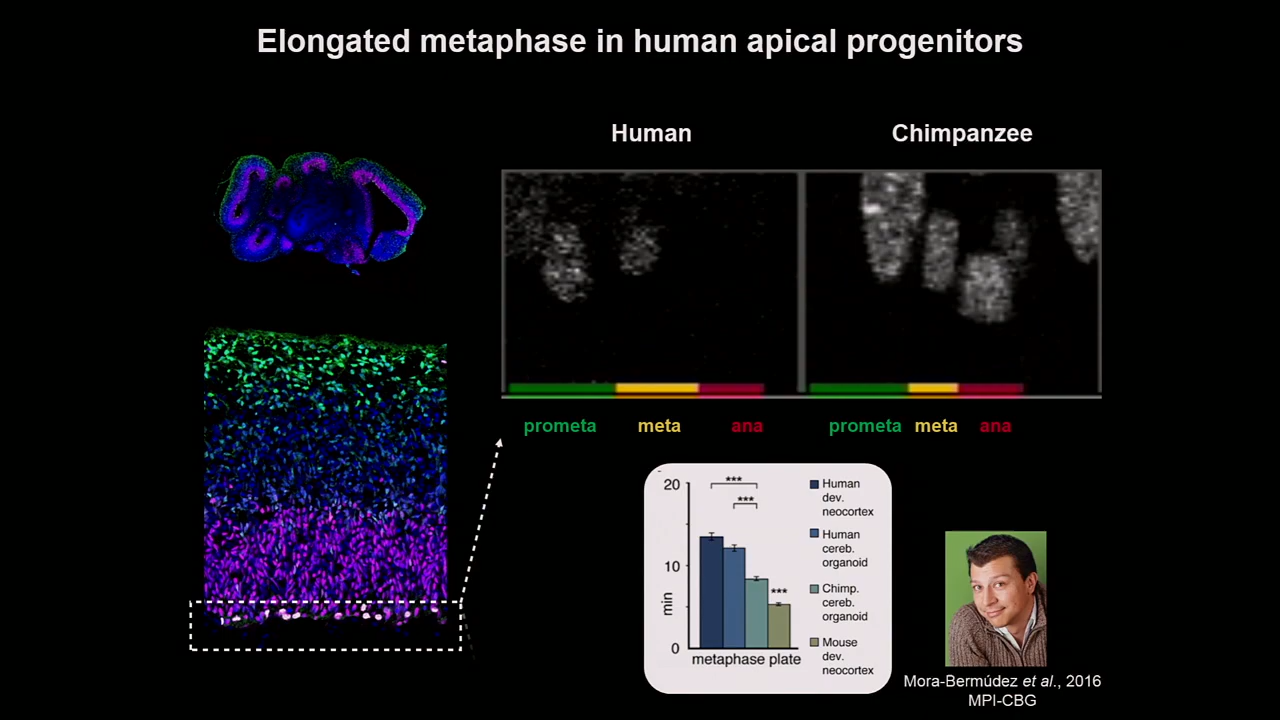 Elongated metaphase in human apical progenitors
Human
Chimpanzee
prometa
meta
ana
prometa
meta
ana
20
10
0
min
***
***
***
metaphase plate
Human
dev.
neocortex
Human
cereb.
organoid
Chimp.
cereb.
organoid
Mouse
dev.
neocortex
Mora-Bermúdez et al., 2016
MPI-CBG